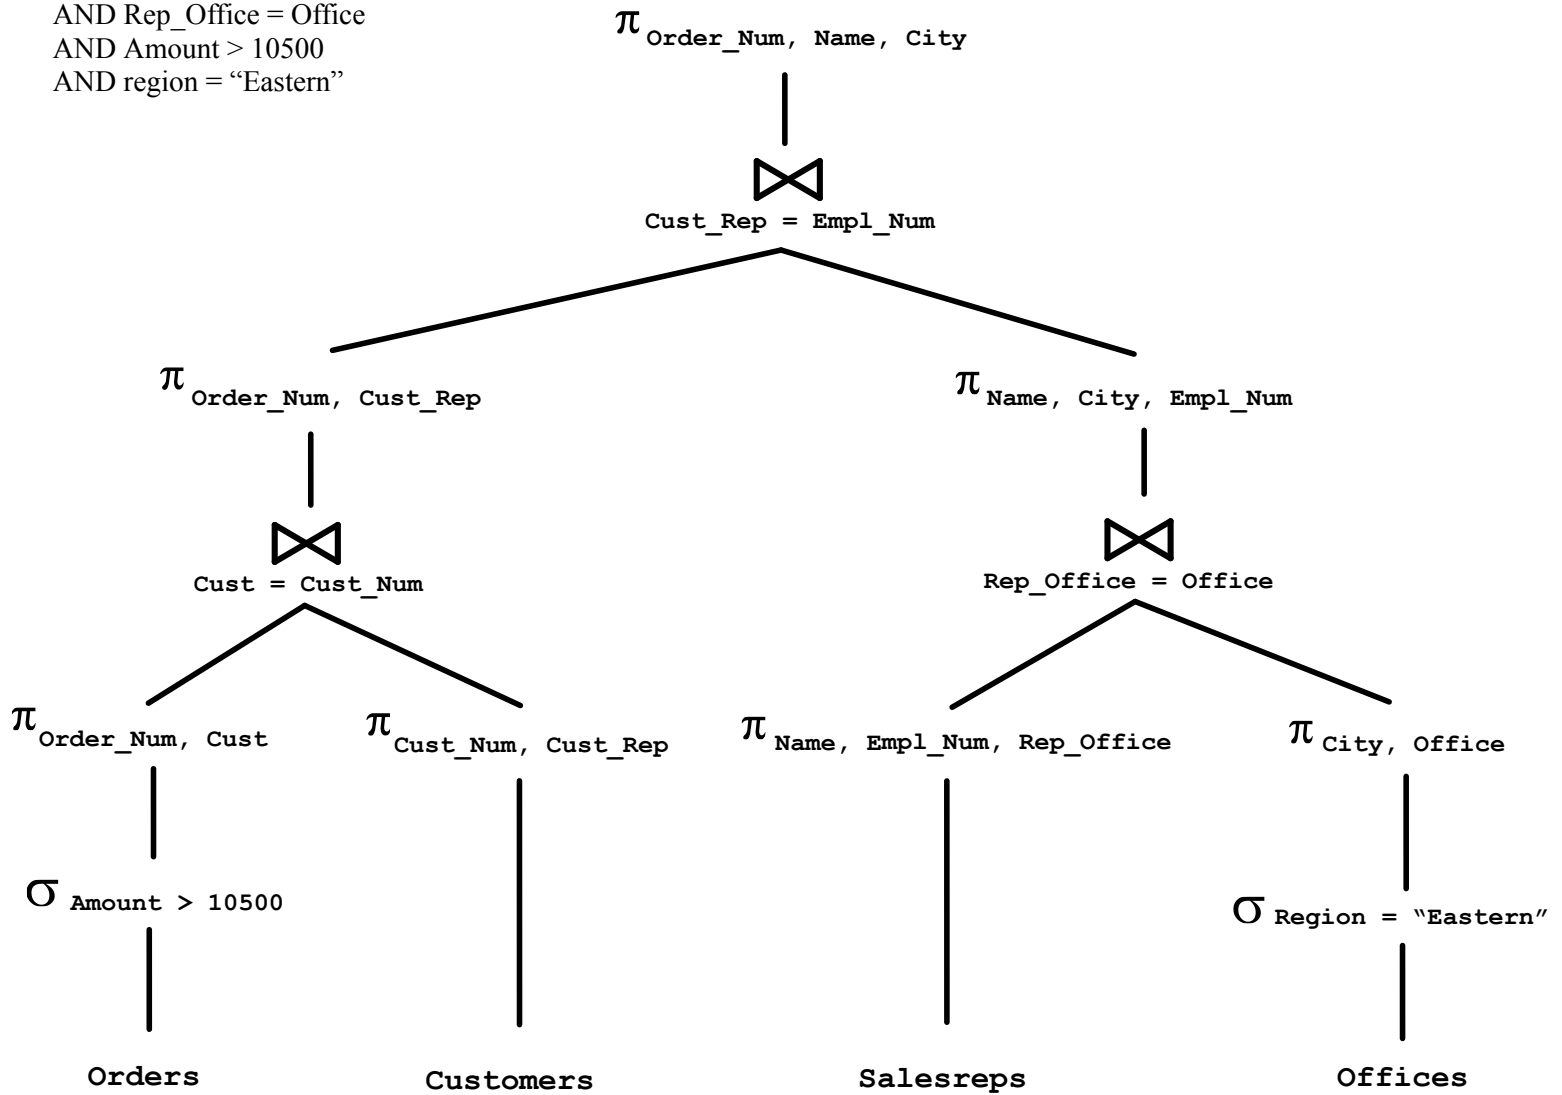 AND Rep_Office = Office
AND Amount > 10500
AND region = “Eastern”
π Order_Num, Name, City
⋈
Cust_Rep = Empl_Num
π Order_Num, Cust_Rep
π Name, City, Empl_Num
⋈
Cust = Cust_Num
⋈
Rep_Office = Office
π Order_Num, Cust
π Cust_Num, Cust_Rep
π Name, Empl_Num, Rep_Office
π City, Office
σ Amount > 10500
σ Region = “Eastern”
Orders
Customers
Salesreps
Offices